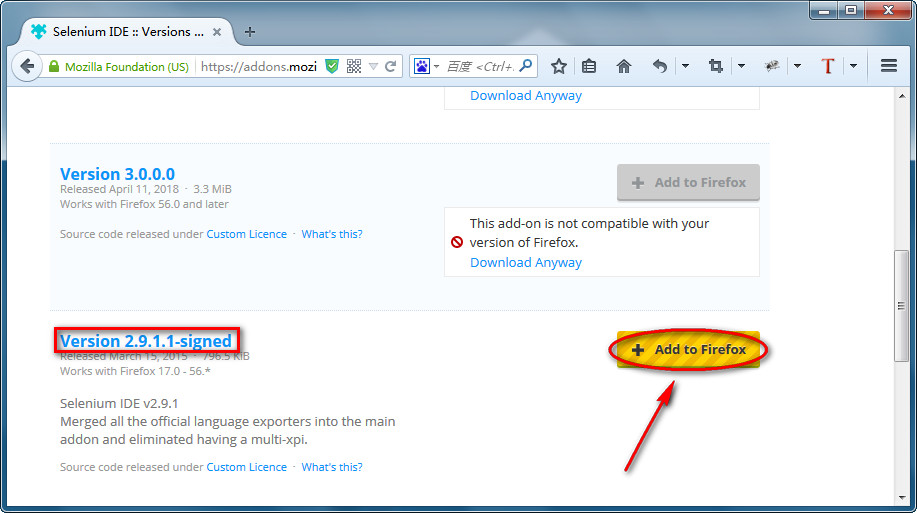 Selenium IDE :: Versions ...
Mozilla Foundation (US)
https://addons.mozi
百度 <Ctrl+.
T
Download Anyway
Version 3.0.0.0
Released April 11, 2018 · 3.3 MiB
Works with Firefox 56.0 and later
Add to Firefox
This add-on is not compatible with your
version of Firefox.
Download Anyway
Source code released under Custom Licence · What's this?
Version 2.9.1.1-signed
Released March 15, 2015 · 796.5 KiB
Works with Firefox 17.0 - 56.*
Add to Firefox
Selenium IDE v2.9.1
Merged all the official language exporters into the main
addon and eliminated having a multi-xpi.
Source code released under Custom Licence · What's this?